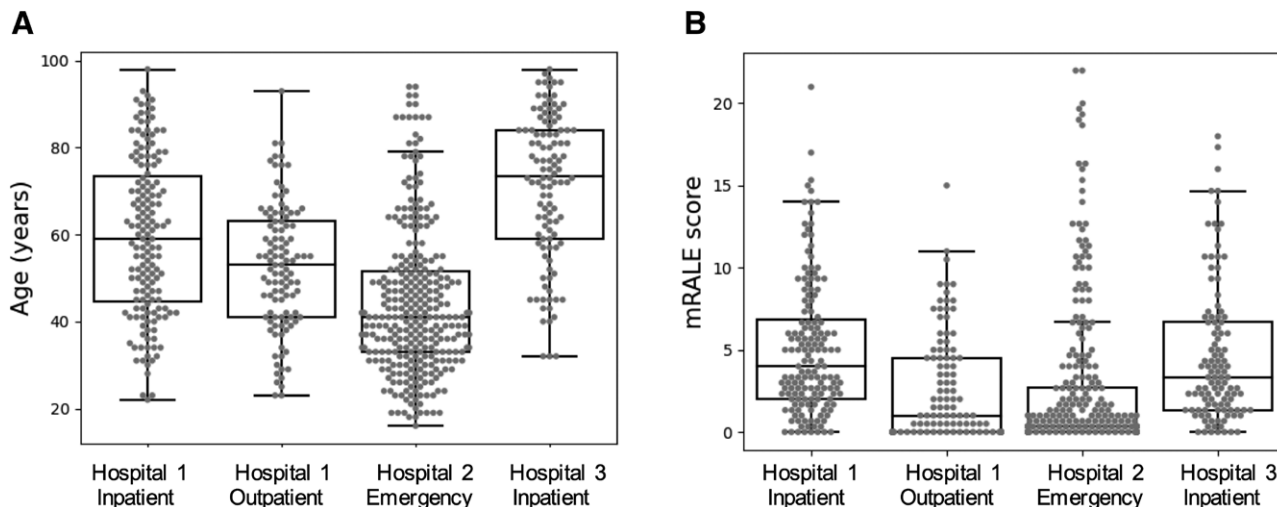 A
Age (years)
100
80
60
40
20
Hospital 1
Inpatient
Hospital 1
Outpatient
Hospital 2
Emergency
Hospital 3
Inpatient
B
mRALE score
20
15
10
5
0
Hospital 1
Inpatient
Hospital 1
Outpatient
Hospital 2
Emergency
Hospital 3
Inpatient